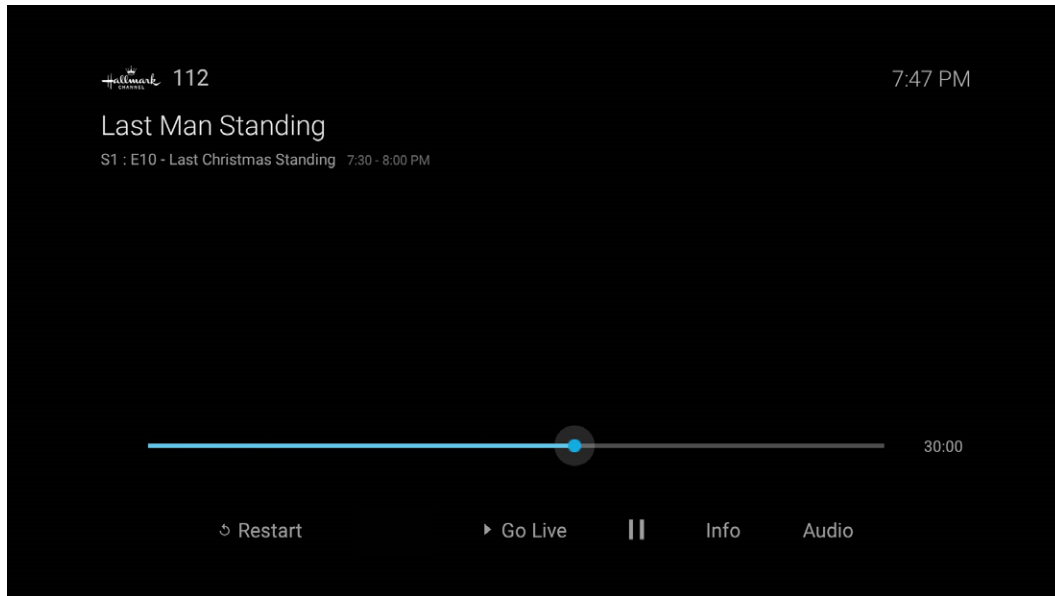 Hallmark CHANNEL 112
7:47 PM
Last Man Standing
S1 : E10 - Last Christmas Standing 7:30 - 8:00 PM
30:00
Restart Go Live Info Audio